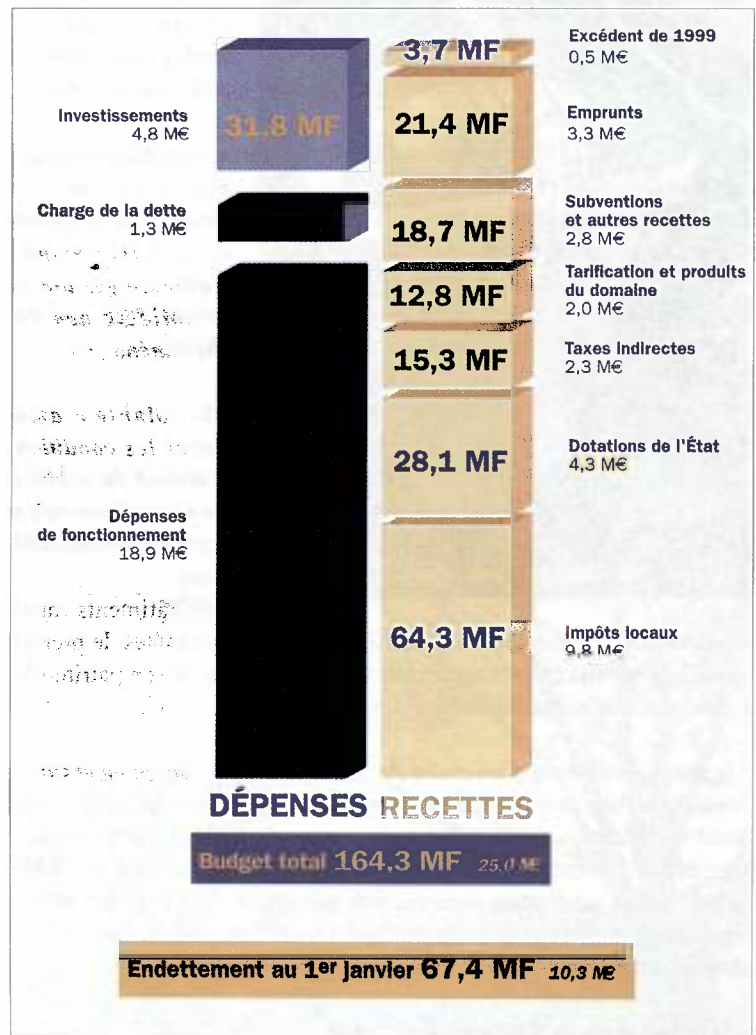 Investissements
4,8 M€
Charge de la dette
1,3 M€
Dépenses
de fonctionnement
18,9 M€
31,8 MF
3,7 MF
21,4 MF
18,7 MF
12,8 MF
15,3 MF
28,1 MF
64,3 MF
Excédent de 1999
0,5 M€
Emprunts
3,3 M€
Subventions
et autres recettes
2,8 M€
Tarification et produits
du domaine
2,0 M€
Taxes indirectes
2,3 M€
Dotations de l'État
4,3 M€
Impôts locaux
9,8 M€
DÉPENSES RECETTES
Budget total 164,3 MF 25,0 M€
Endettement au 1er janvier 67,4 MF 10,3 M€